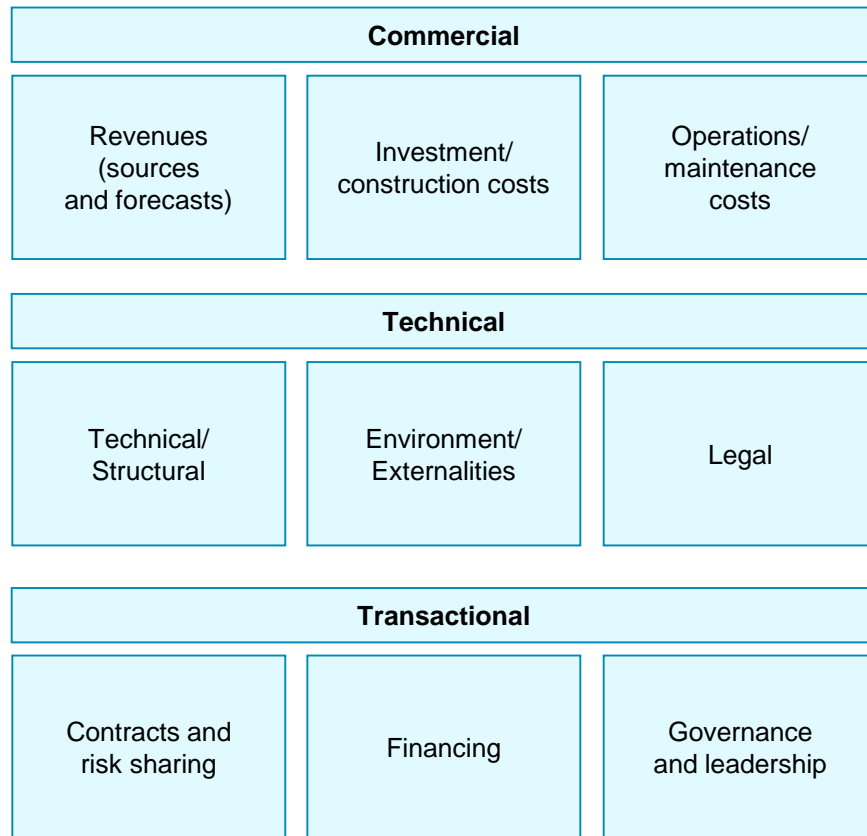 Commercial
Revenues
(sources
and forecasts)
Investment/
construction costs
Operations/
maintenance
costs
Technical
Technical/
Structural
Environment/
Externalities
Legal
Transactional
Contracts and
risk sharing
Financing
Governance
and leadership